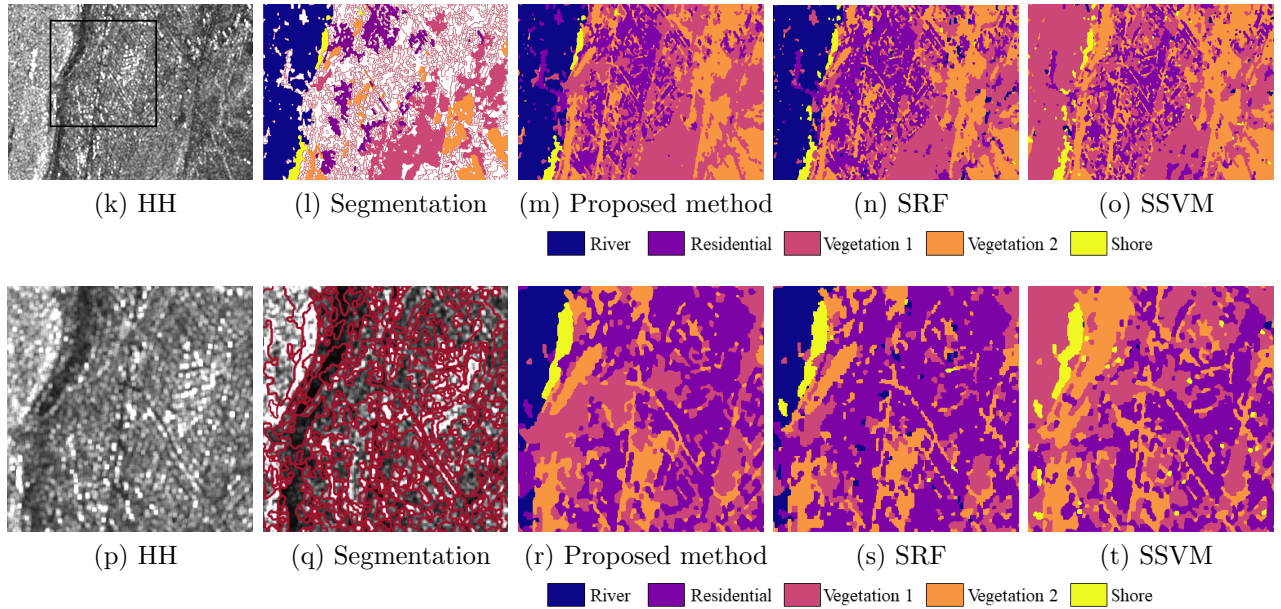 (k) HH (l) Segmentation (m) Proposed method (n) SRF (o) SSVM
River Residential Vegetation 1 Vegetation 2 Shore
(p) HH (q) Segmentation (r) Proposed method (s) SRF (t) SSVM
River Residential Vegetation 1 Vegetation 2 Shore